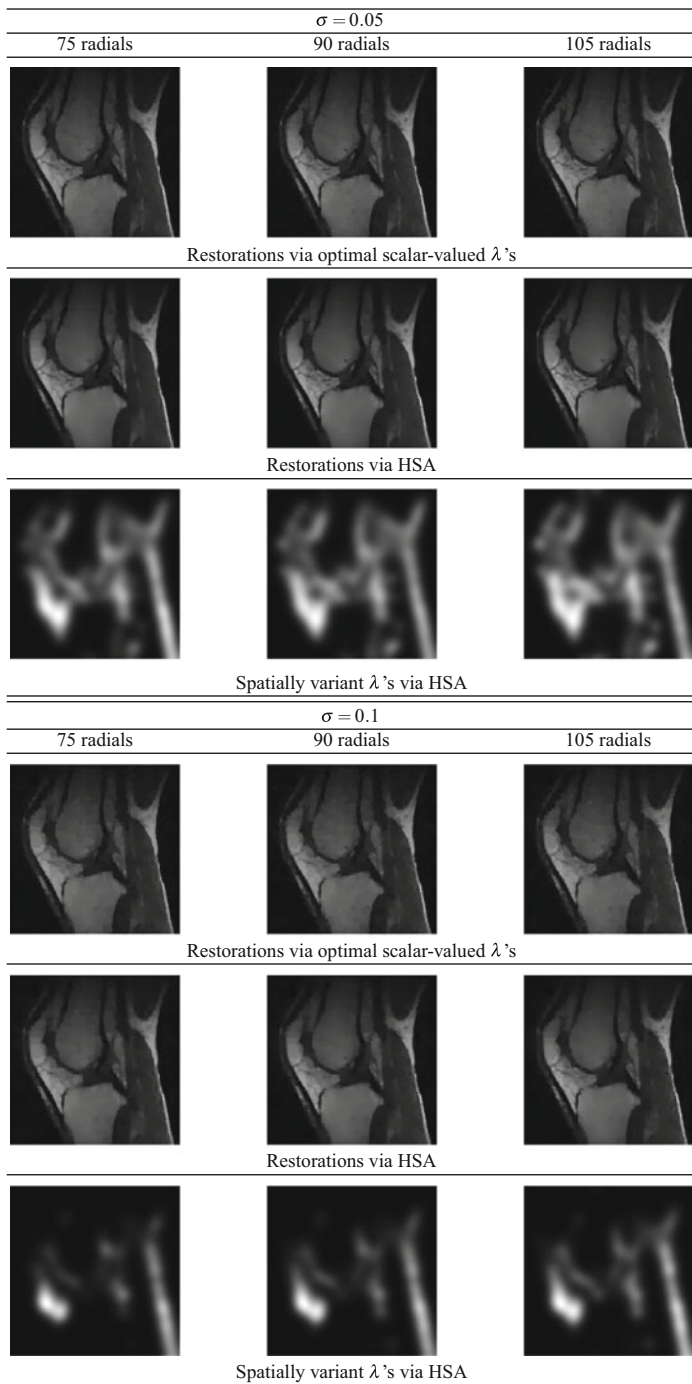 σ = 0.05
75 radials 90 radials 105 radials
Restorations via optimal scalar-valued λ's
Restorations via HSA
Spatially variant λ's via HSA
σ = 0.1
75 radials 90 radials 105 radials
Restorations via optimal scalar-valued λ's
Restorations via HSA
Spatially variant λ's via HSA